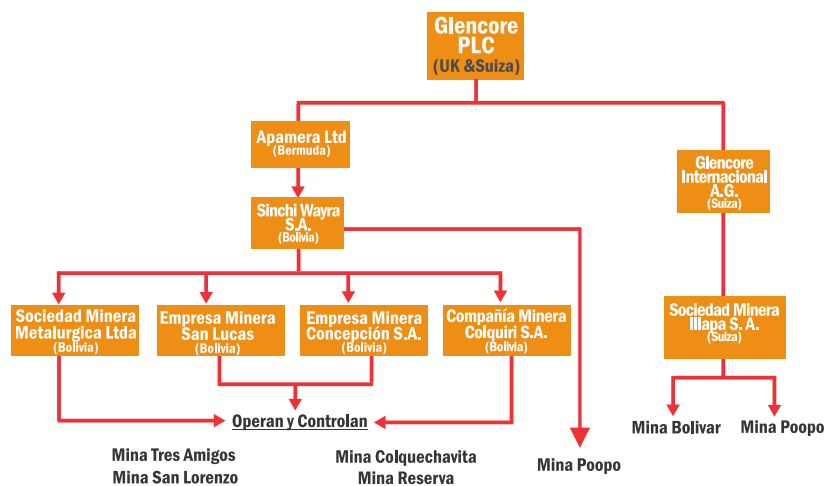 Glencore
PLC
(UK &Suiza)
Apamera Ltd
(Bermuda)
Glencore
Internacional
A.G.
(Suiza)
Sinchi Wayra
S.A.
(Bolivia)
Sociedad Minera
Metalurgica Ltda
(Bolivia)
Empresa Minera
San Lucas
(Bolivia)
Empresa Minera
Concepción S.A.
(Bolivia)
Compañía Minera
Colquiri S.A.
(Bolivia)
Sociedad Minera
Illapa S. A.
(Suiza)
Operan y Controlan
Mina Bolivar
Mina Poopo
Mina Tres Amigos
Mina San Lorenzo
Mina Colquechavita
Mina Reserva
Mina Poopo